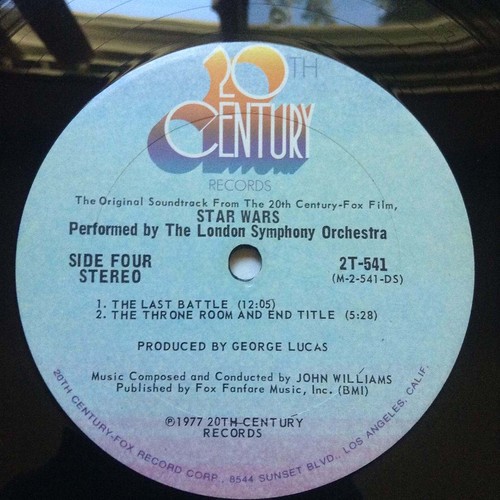 20TH
CENTURY
RECORDS
The Original Soundtrack From The 20th Century-Fox Film,
STAR WARS
Performed by The London Symphony Orchestra
SIDE FOUR
STEREO
2T-541
(M-2-541-DS)
1. THE LAST BATTLE (12:05)
2. THE THRONE ROOM AND END TITLE (5:28)
PRODUCED BY GEORGE LUCAS
Music Composed and Conducted by JOHN WILLIAMS
Published by Fox Fanfare Music, Inc. (BMI)
℗1977 20TH CENTURY
RECORDS
20TH CENTURY-FOX RECORD CORP., 8544 SUNSET BLVD., LOS ANGELES, CALIF.